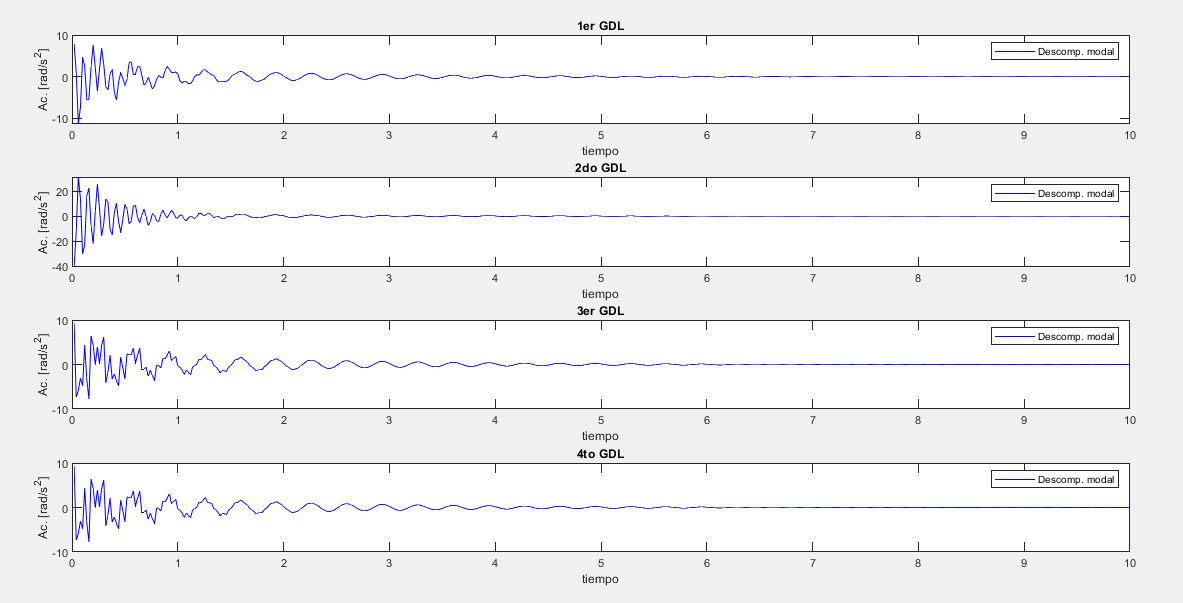 1er GDL
Ac. [rad/s²]
10
0
-10
Descomp. modal
0 1 2 3 4 5 6 7 8 9 10
tiempo
2do GDL
Ac. [rad/s²]
20
0
-20
-40
Descomp. modal
0 1 2 3 4 5 6 7 8 9 10
tiempo
3er GDL
Ac. [rad/s²]
10
0
-10
Descomp. modal
0 1 2 3 4 5 6 7 8 9 10
tiempo
4to GDL
Ac. [rad/s²]
10
0
-10
Descomp. modal
0 1 2 3 4 5 6 7 8 9 10
tiempo